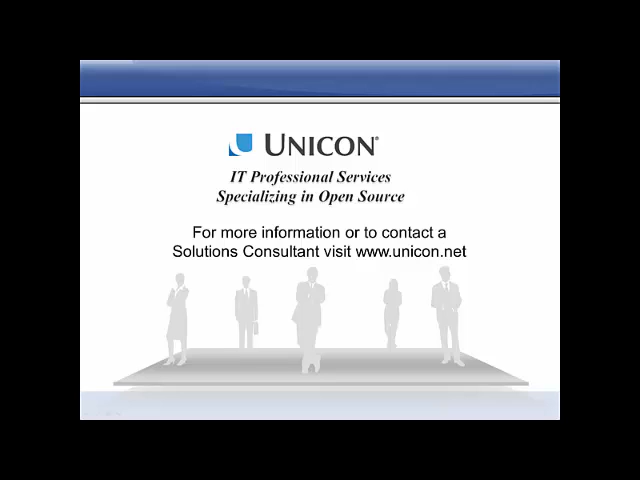 UNICON®
IT Professional Services
Specializing in Open Source
For more information or to contact a
Solutions Consultant visit www.unicon.net